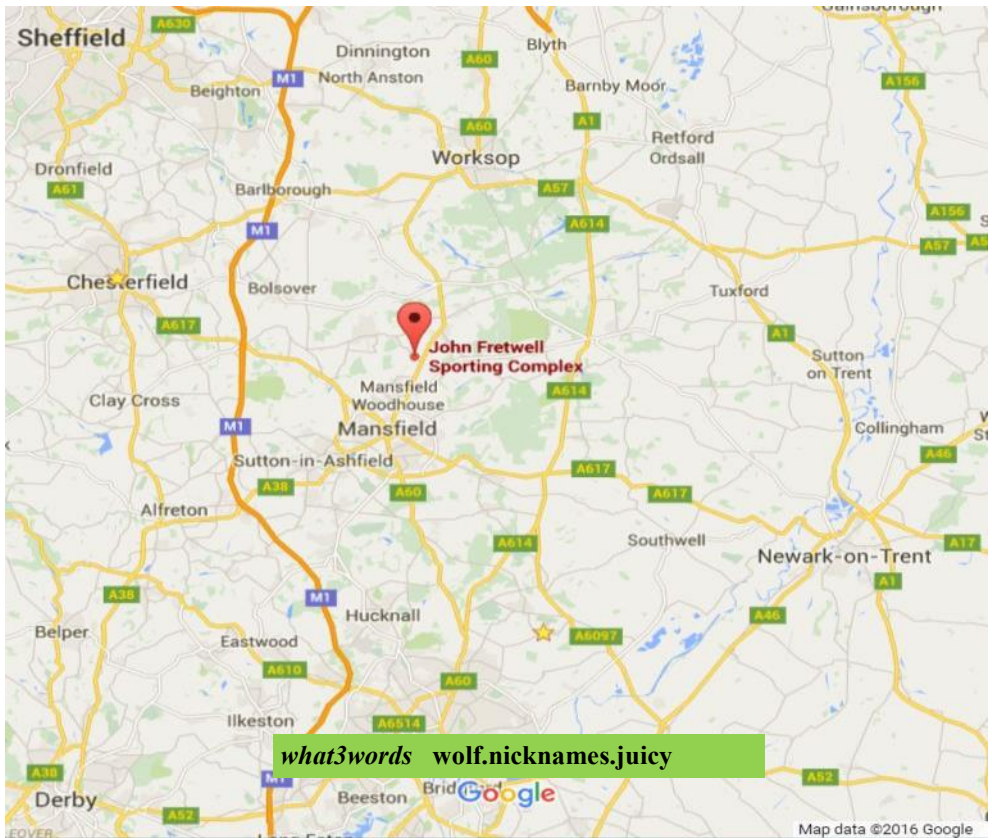 Gainsborough
A630
Sheffield
Dinnington
Blyth
A60
M1
North Anston
Barnby Moor
A156
Beighton
A1
A60
Retford
Ordsall
Worksop
Dronfield
A61
Barlborough
A57
A614
A156
M1
A57
Chesterfield
Bolsover
Tuxford
A617
A1
John Fretwell
Sporting Complex
Sutton
on Trent
Mansfield
Woodhouse
A614
Clay Cross
M1
Mansfield
Collingham
Sutton-in-Ashfield
A46
A617
A38
A60
A617
Alfreton
A614
Southwell
A17
Newark-on-Trent
A1
A38
M1
Hucknall
A46
Belper
Eastwood
A6097
A610
A60
Ilkeston
A6514
what3words wolf.nicknames.juicy
A38
M1
A52
Derby
Beeston
Google
A52
Map data ©2016 Google